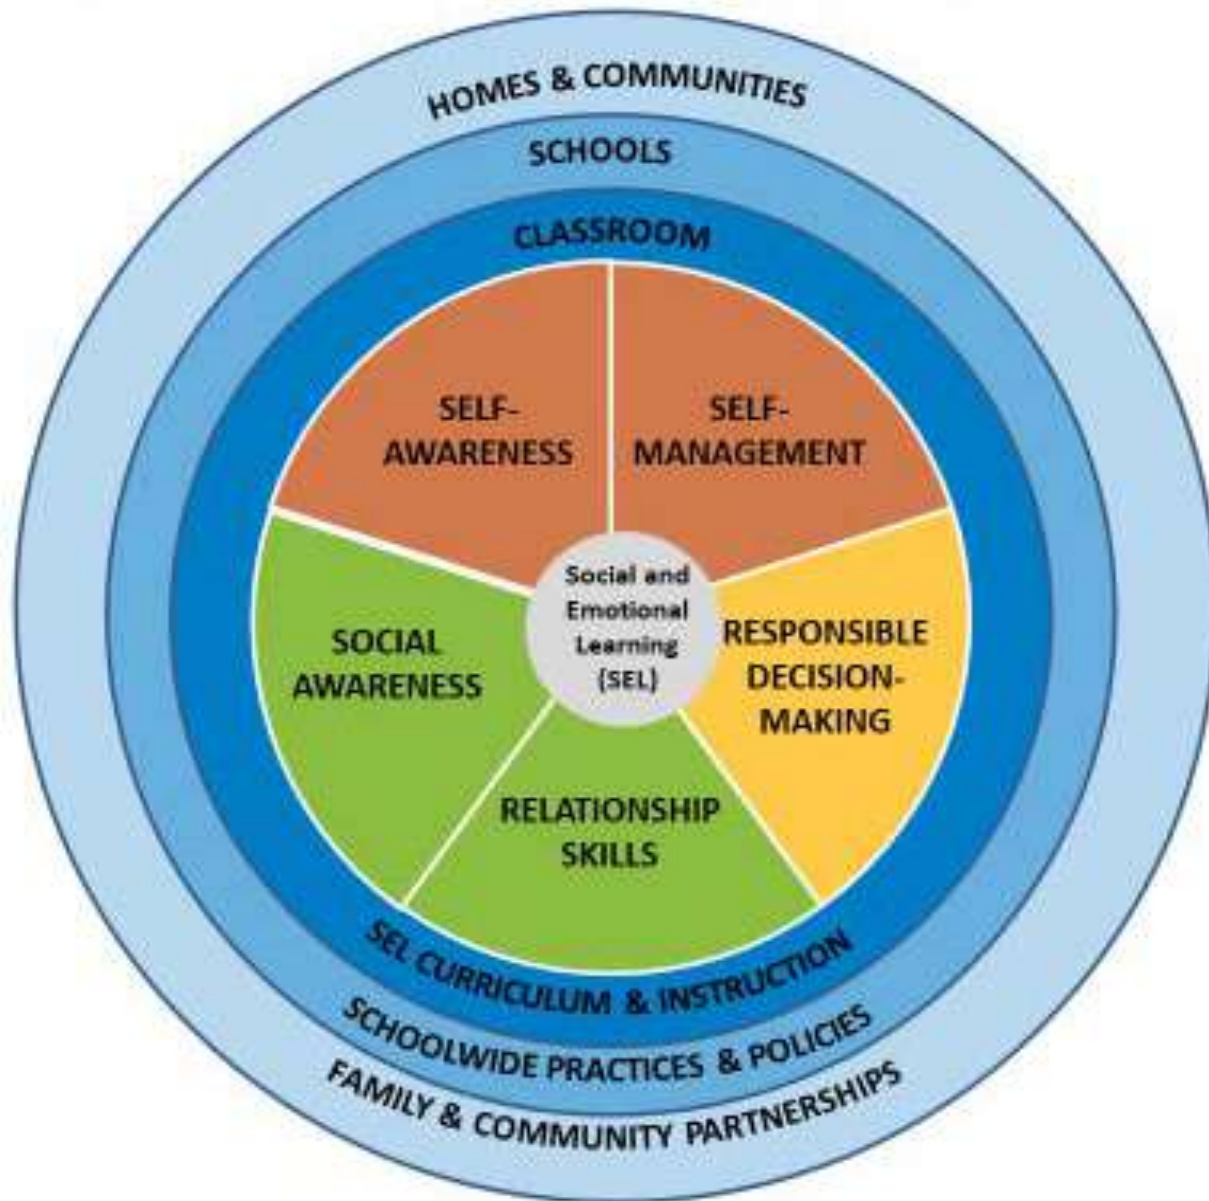 HOMES & COMMUNITIES
SCHOOLS
CLASSROOM
SELF-
AWARENESS
SELF-
MANAGEMENT
Social and
Emotional
Learning
(SEL)
SOCIAL
AWARENESS
RESPONSIBLE
DECISION-
MAKING
RELATIONSHIP
SKILLS
SEL CURRICULUM & INSTRUCTION
SCHOOLWIDE PRACTICES & POLICIES
FAMILY & COMMUNITY PARTNERSHIPS